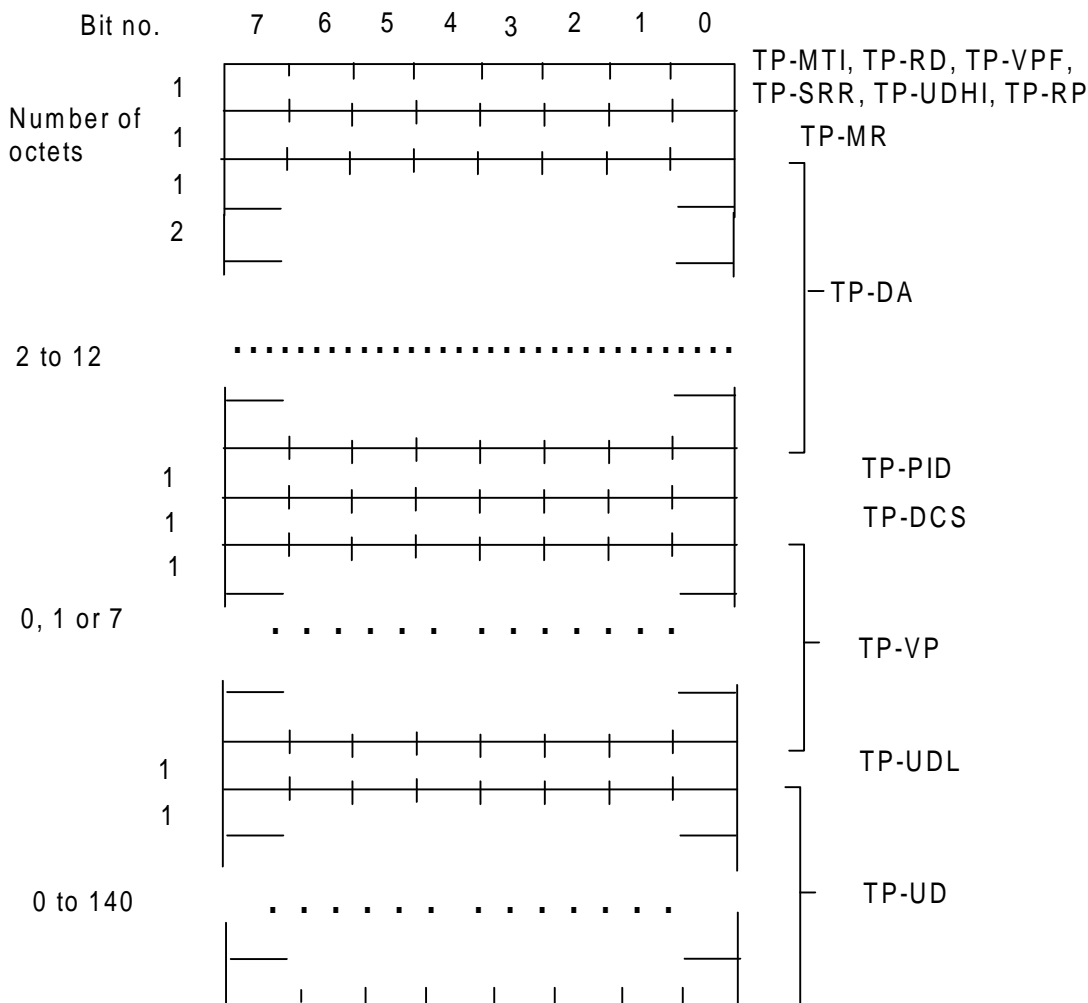 Bit no. 7 6 5 4 3 2 1 0
TP-MTI, TP-RD, TP-VPF,
TP-SRR, TP-UDHI, TP-RP
1
Number of
octets
1
TP-MR
1
2
TP-DA
2 to 12
1
TP-PID
1
TP-DCS
1
0, 1 or 7
TP-VP
1
TP-UDL
1
0 to 140
TP-UD